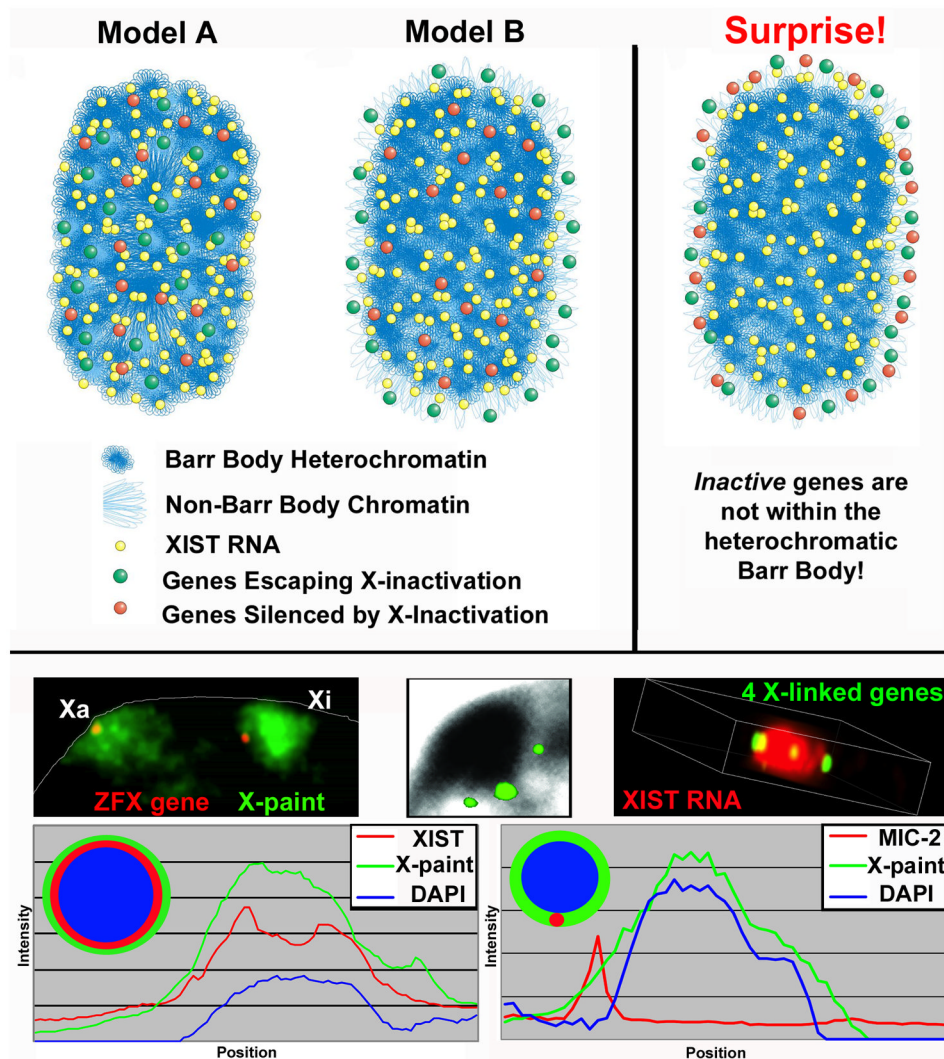 Model A
Model B
Surprise!
Barr Body Heterochromatin
Non-Barr Body Chromatin
XIST RNA
Genes Escaping X-inactivation
Genes Silenced by X-Inactivation
Inactive genes are
not within the
heterochromatic
Barr Body!
Xa
Xi
ZFX gene
X-paint
4 X-linked genes
XIST RNA
XIST
X-paint
DAPI
Intensity
Position
MIC-2
X-paint
DAPI
Intensity
Position